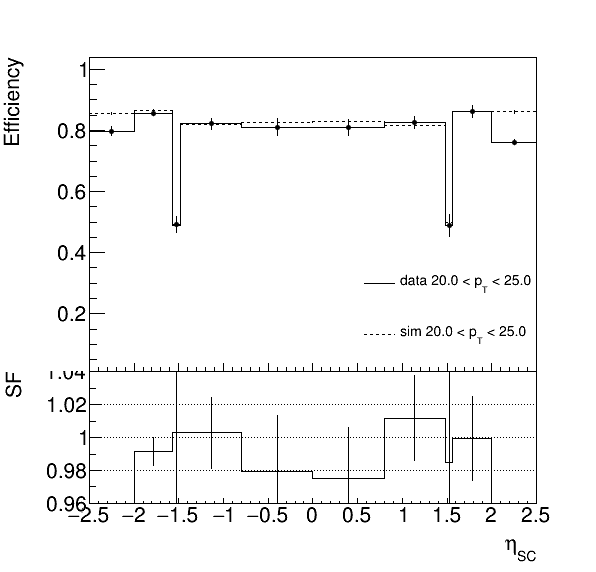 Efficiency
1
0.8
0.6
0.4
0.2
data 20.0 < p_T < 25.0
sim 20.0 < p_T < 25.0
SF
1.04
1.02
1
0.98
0.96
−2.5 −2 −1.5 −1 −0.5 0 0.5 1 1.5 2 2.5
η_SC